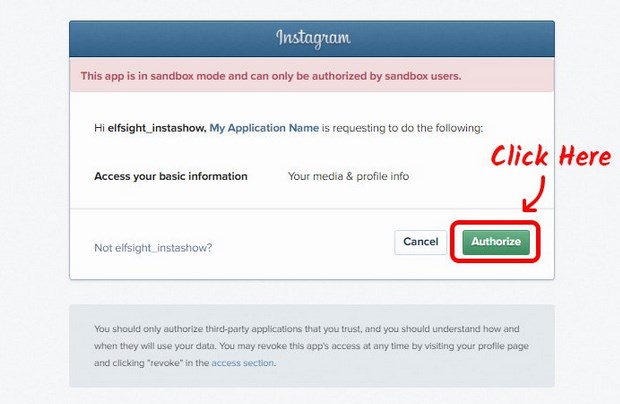 Instagram
This app is in sandbox mode and can only be authorized by sandbox users.
Hi elfsight_instashow, My Application Name is requesting to do the following:
Click Here
Access your basic information Your media & profile info
Not elfsight_instashow?
Cancel
Authorize
You should only authorize third-party applications that you trust, and you should understand how and
when they will use your data. You may revoke this app's access at any time by visiting your profile page
and clicking "revoke" in the access section.